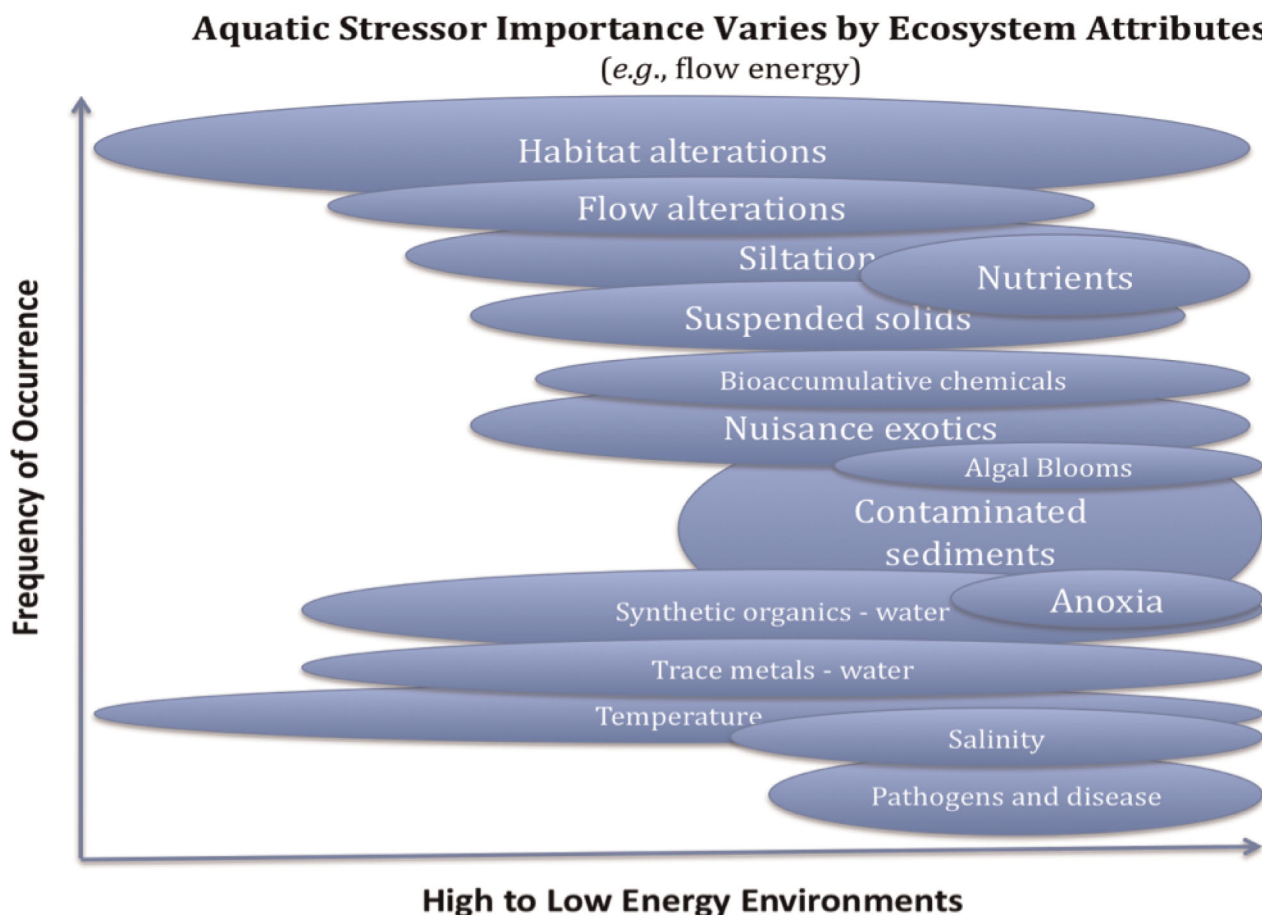 Aquatic Stressor Importance Varies by Ecosystem Attributes
(e.g., flow energy)
Frequency of Occurrence
Habitat alterations
Flow alterations
Siltation
Nutrients
Suspended solids
Bioaccumulative chemicals
Nuisance exotics
Algal Blooms
Contaminated
sediments
Anoxia
Synthetic organics - water
Trace metals - water
Temperature
Salinity
Pathogens and disease
High to Low Energy Environments